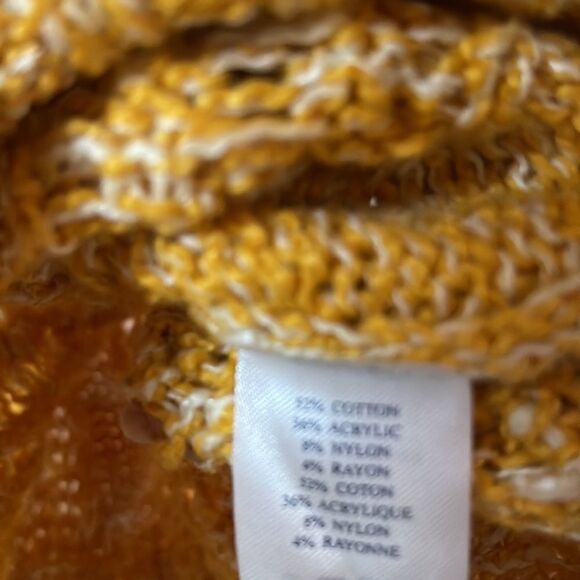 52% COTTON
36% ACRYLIC
8% NYLON
4% RAYON
52% COTON
36% ACRYLIQUE
8% NYLON
4% RAYONNE